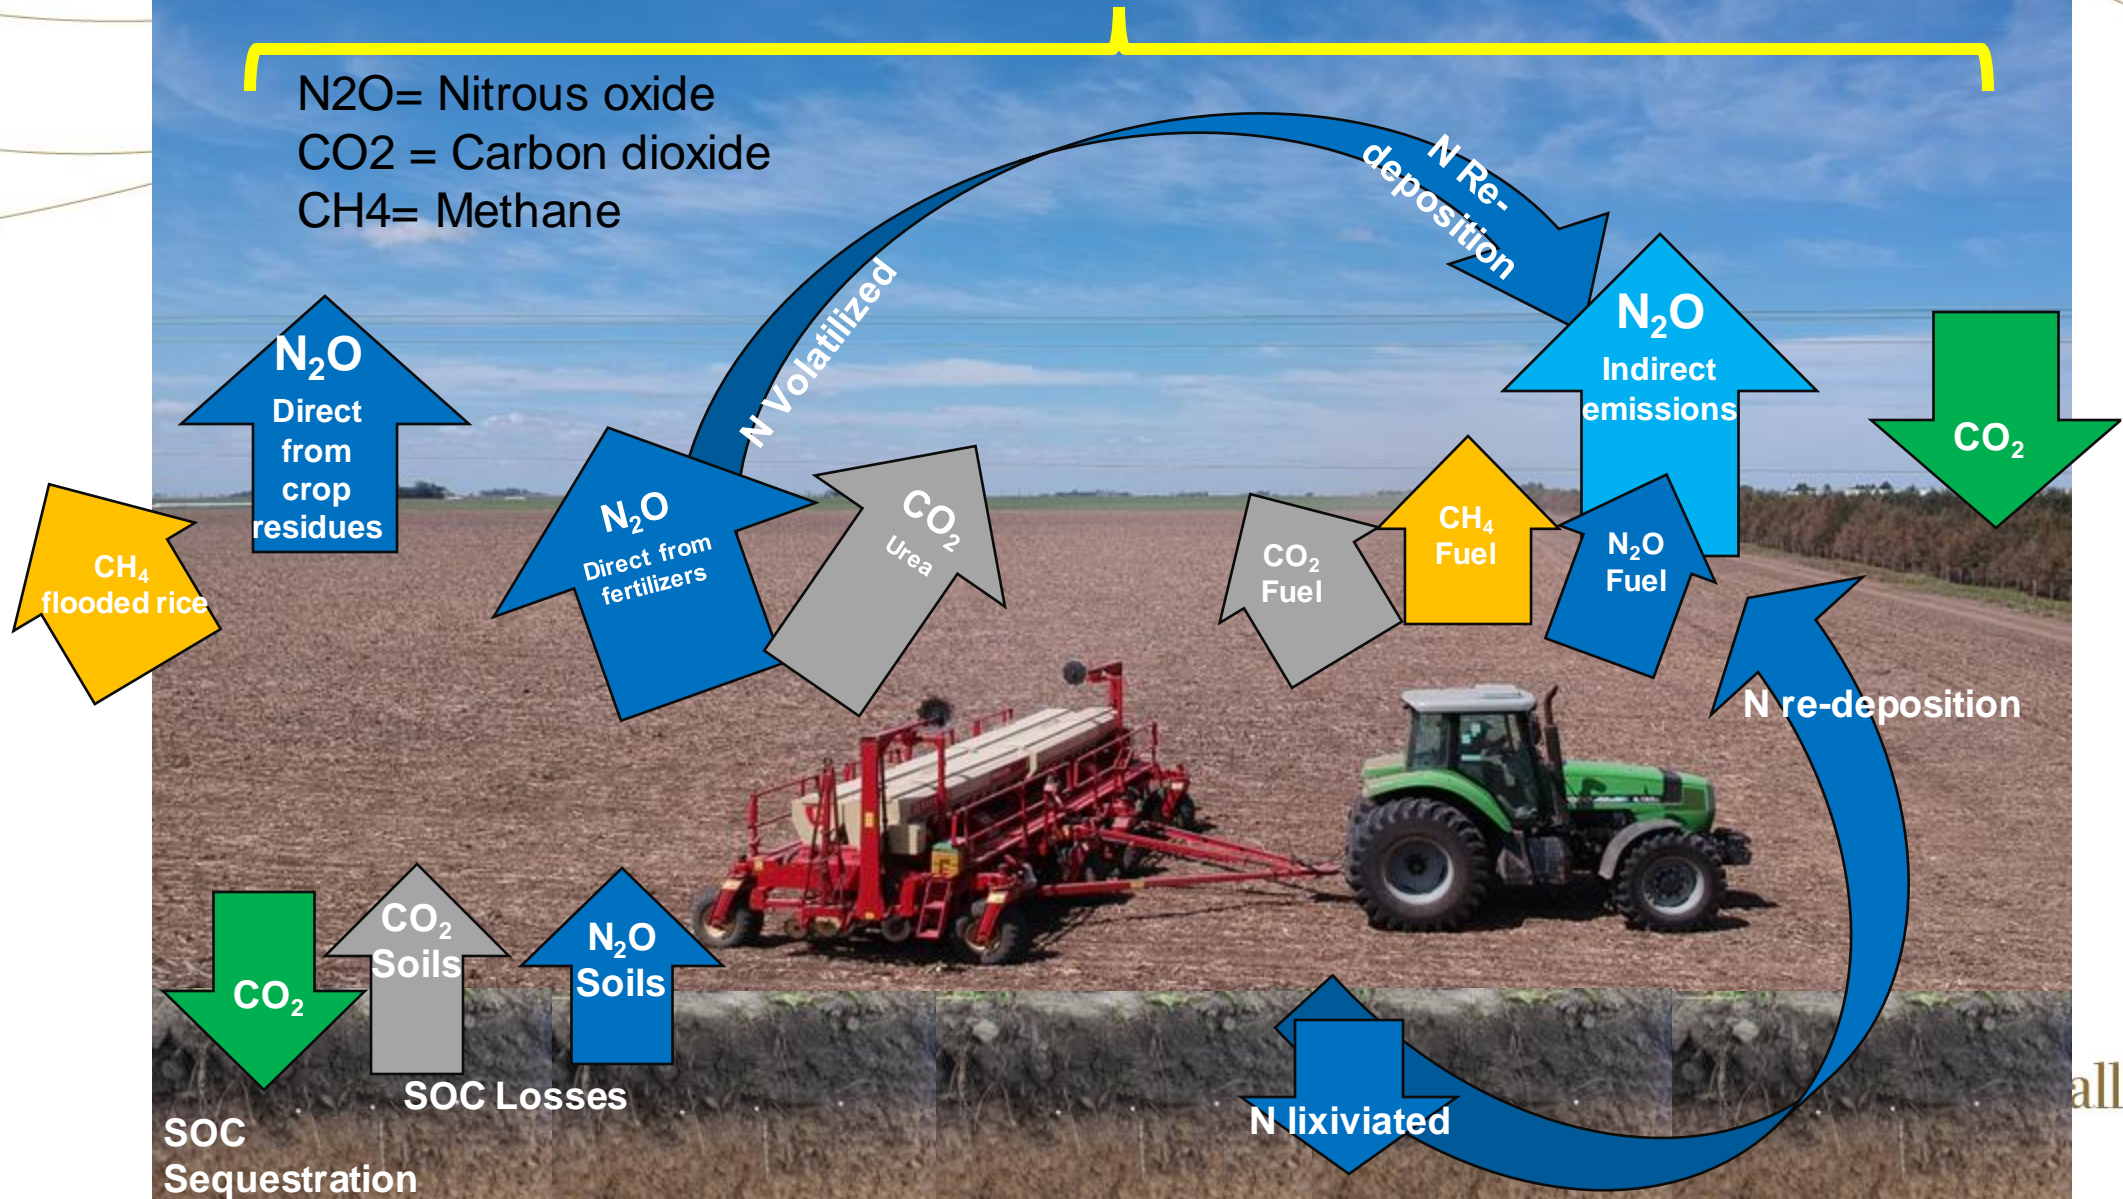 N2O= Nitrous oxide
CO2 = Carbon dioxide
CH4= Methane
N Re-
deposition
N Volatilized
N₂O
Direct
from
crop
residues
N₂O
Indirect
emissions
CO₂
CH₄
flooded rice
N₂O
Direct from
fertilizers
CO₂
Urea
CO₂
Fuel
CH₄
Fuel
N₂O
Fuel
N re-deposition
CO₂
CO₂
Soils
N₂O
Soils
SOC Losses
SOC
Sequestration
N lixiviated
all